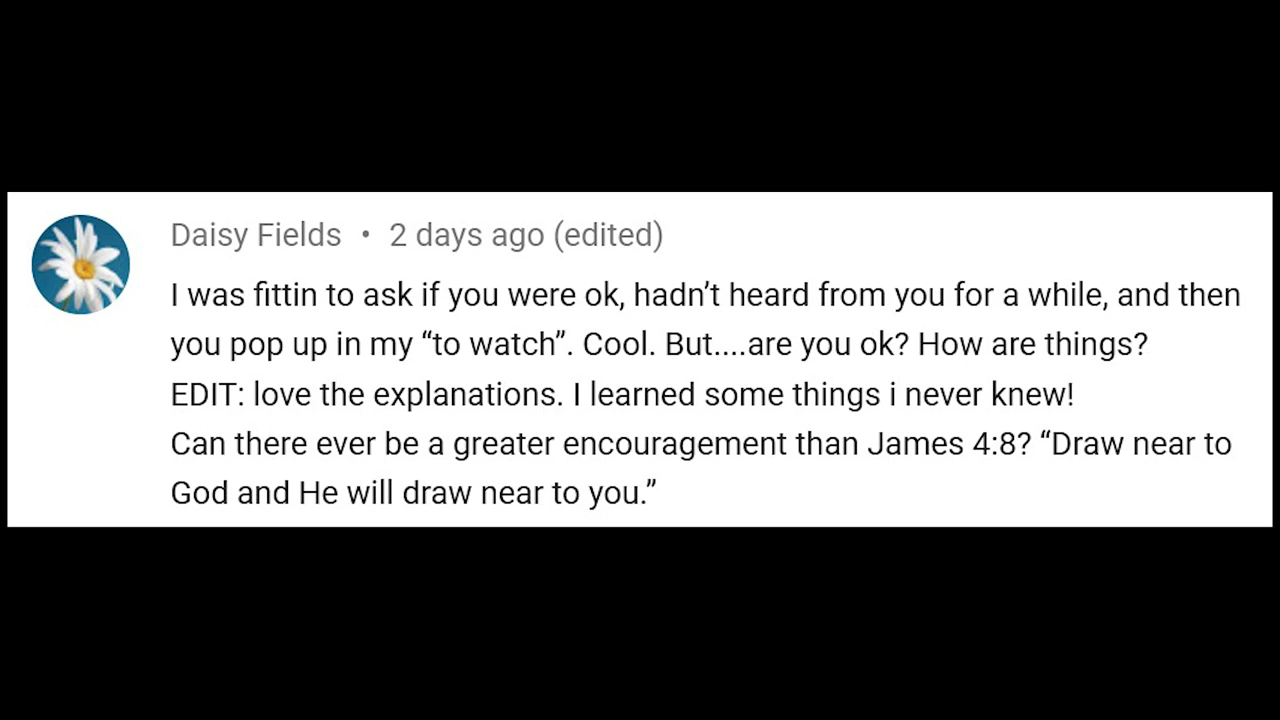 Daisy Fields • 2 days ago (edited)
I was fittin to ask if you were ok, hadn’t heard from you for a while, and then
you pop up in my “to watch”. Cool. But....are you ok? How are things?
EDIT: love the explanations. I learned some things i never knew!
Can there ever be a greater encouragement than James 4:8? “Draw near to
God and He will draw near to you.”